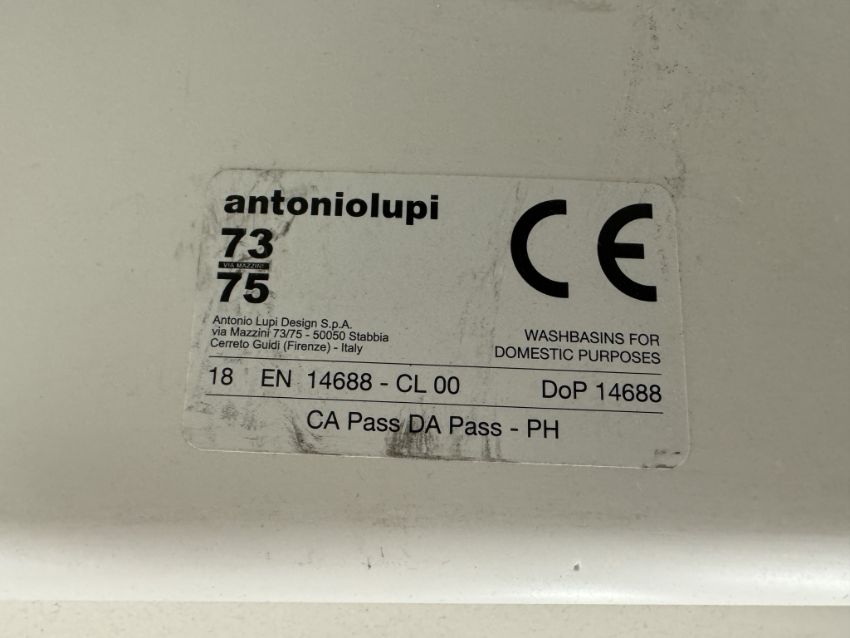 antoniolupi
73
VIA MAZZINI
75
Antonio Lupi Design S.p.A.
via Mazzini 73/75 - 50050 Stabbia
Cerreto Guidi (Firenze) - Italy
CE
WASHBASINS FOR
DOMESTIC PURPOSES
18 EN 14688 - CL 00 DoP 14688
CA Pass DA Pass - PH